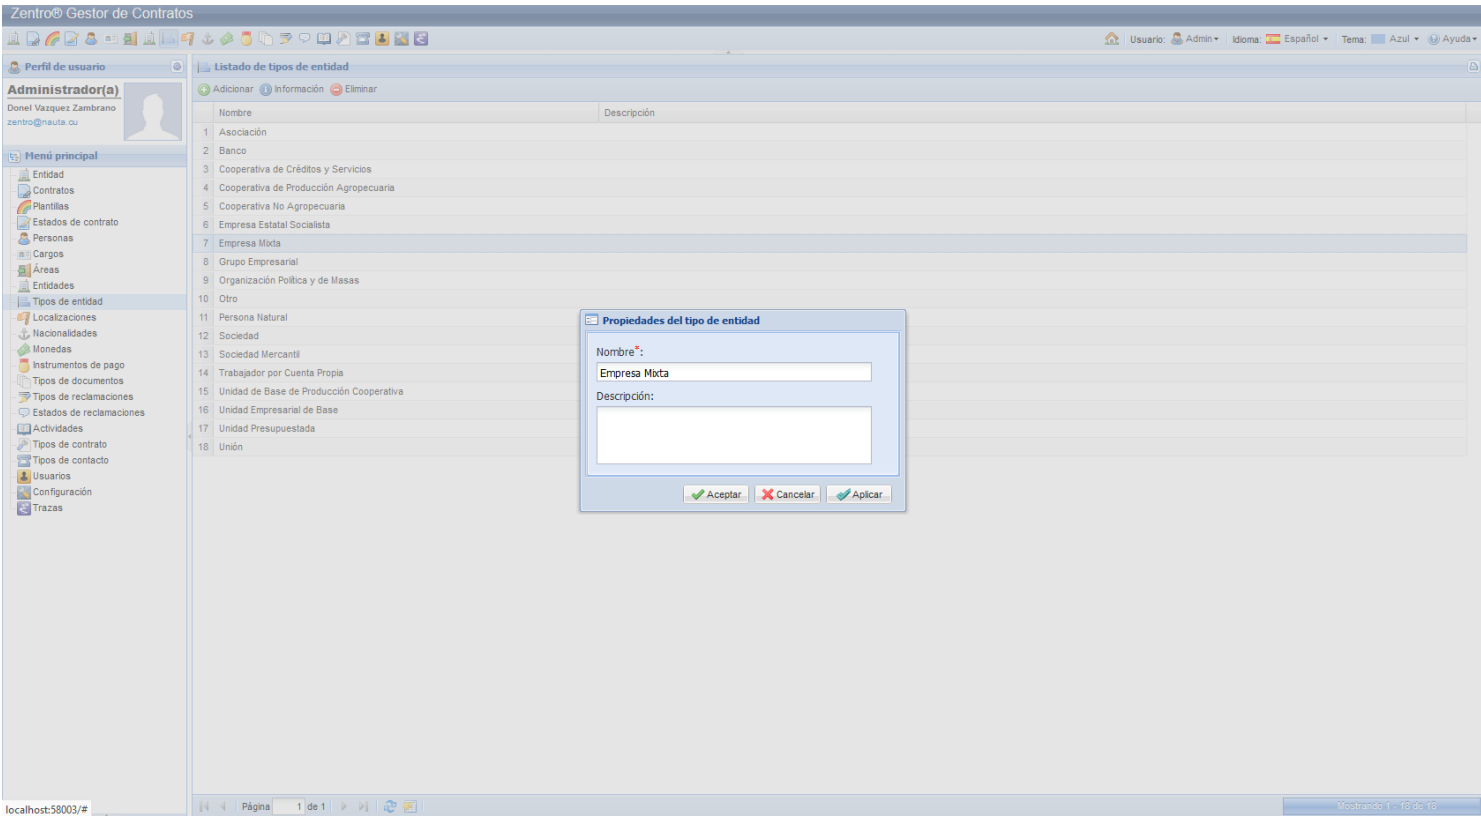 Zentro® Gestor de Contratos
Usuario: Admin Idioma: Español Tema: Azul Ayuda
Perfil de usuario
Administrador(a)
Donel Vazquez Zambrano
zentro@nauta.cu
Menú principal
Entidad
Contratos
Plantillas
Estados de contrato
Personas
Cargos
Áreas
Entidades
Tipos de entidad
Localizaciones
Nacionalidades
Monedas
Instrumentos de pago
Tipos de documentos
Tipos de reclamaciones
Estados de reclamaciones
Actividades
Tipos de contrato
Tipos de contacto
Usuarios
Configuración
Trazas
Listado de tipos de entidad
Adicionar Información Eliminar
Nombre Descripción
1 Asociación
2 Banco
3 Cooperativa de Créditos y Servicios
4 Cooperativa de Producción Agropecuaria
5 Cooperativa No Agropecuaria
6 Empresa Estatal Socialista
7 Empresa Mixta
8 Grupo Empresarial
9 Organización Política y de Masas
10 Otro
11 Persona Natural
12 Sociedad
13 Sociedad Mercantil
14 Trabajador por Cuenta Propia
15 Unidad de Base de Producción Cooperativa
16 Unidad Empresarial de Base
17 Unidad Presupuestada
18 Unión
Propiedades del tipo de entidad
Nombre*:
Empresa Mixta
Descripción:
Aceptar Cancelar Aplicar
localhost:58003/#
Página 1 de 1
Mostrando 1 - 18 de 18